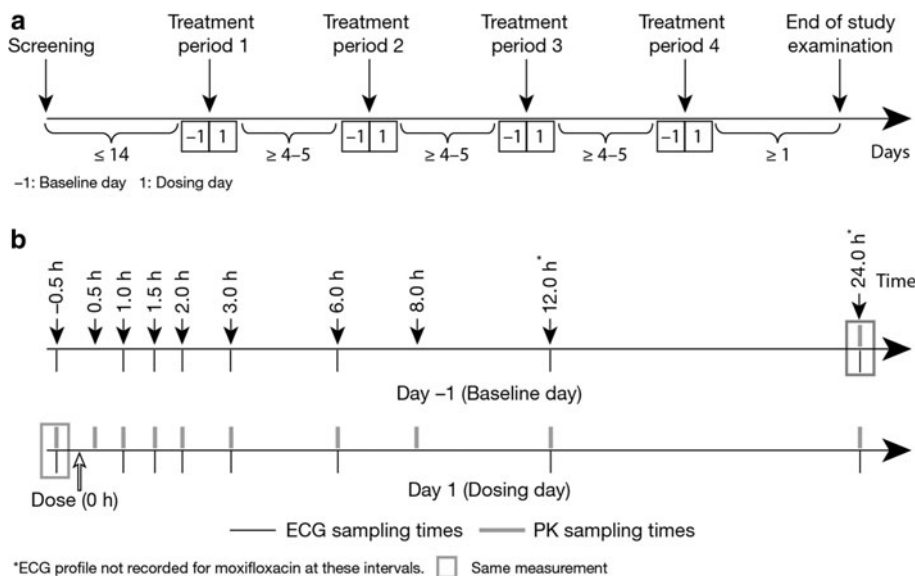 a
Screening
Treatment period 1
Treatment period 2
Treatment period 3
Treatment period 4
End of study examination
–1 1
–1 1
–1 1
–1 1
≤ 14
≥ 4–5
≥ 4–5
≥ 4–5
≥ 1
Days
–1: Baseline day 1: Dosing day
b
–0.5 h
0.5 h
1.0 h
1.5 h
2.0 h
3.0 h
6.0 h
8.0 h
12.0 h*
24.0 h*
Time
Day –1 (Baseline day)
Dose (0 h)
Day 1 (Dosing day)
ECG sampling times
PK sampling times
*ECG profile not recorded for moxifloxacin at these intervals.
Same measurement